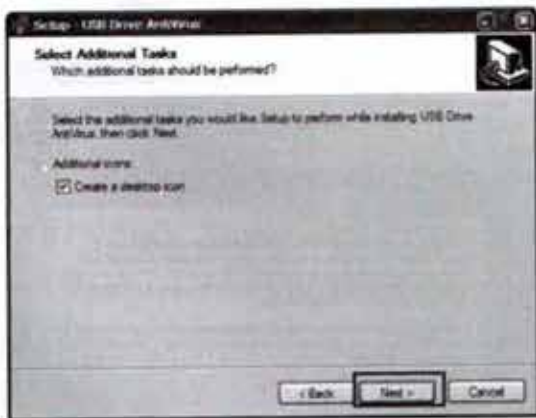 Setup - USB Drive AntiVirus
Select Additional Tasks
Which additional tasks should be performed?
Select the additional tasks you would like Setup to perform while installing USB Drive
AntiVirus, then click Next.
Additional icons:
Create a desktop icon
< Back
Next >
Cancel